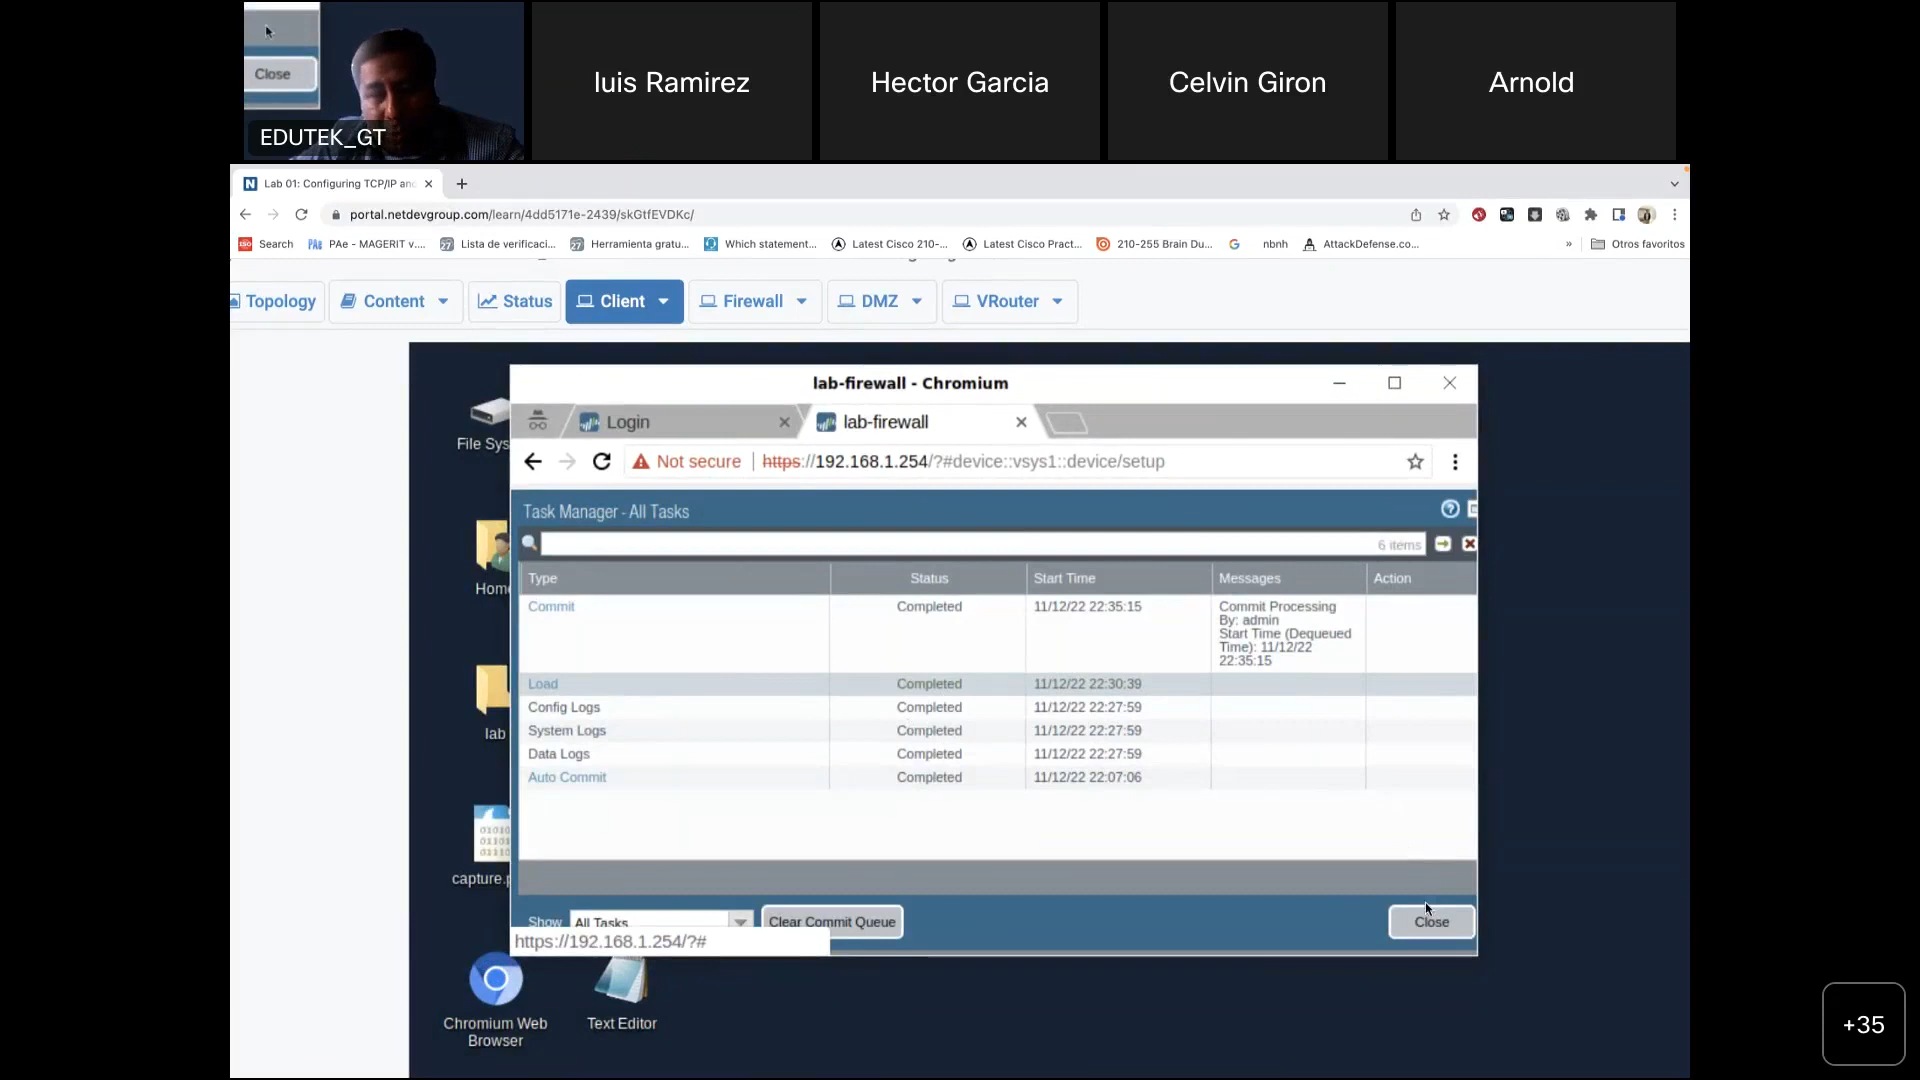 Close
EDUTEK_GT
luis Ramirez
Hector Garcia
Celvin Giron
Arnold
Lab 01: Configuring TCP/IP and
portal.netdevgroup.com/learn/4dd5171e-2439/skGtfEVDKc/
Search
PAe - MAGERIT v....
Lista de verificaci...
Herramienta gratu...
Which statement...
Latest Cisco 210-...
Latest Cisco Pract...
210-255 Brain Du...
nbnh
AttackDefense.co...
»
Otros favoritos
Topology
Content
Status
Client
Firewall
DMZ
VRouter
lab-firewall - Chromium
Login
lab-firewall
Not secure
https://192.168.1.254/?#device::vsys1::device/setup
Task Manager - All Tasks
6 items
Type Status Start Time Messages Action
Commit Completed 11/12/22 22:35:15 Commit Processing
By: admin
Start Time (Dequeued
Time): 11/12/22
22:35:15
Load Completed 11/12/22 22:30:39
Config Logs Completed 11/12/22 22:27:59
System Logs Completed 11/12/22 22:27:59
Data Logs Completed 11/12/22 22:27:59
Auto Commit Completed 11/12/22 22:07:06
Show All Tasks Clear Commit Queue Close
https://192.168.1.254/?#
File Sys
Home
lab
capture.p
Chromium Web
Browser
Text Editor
+35